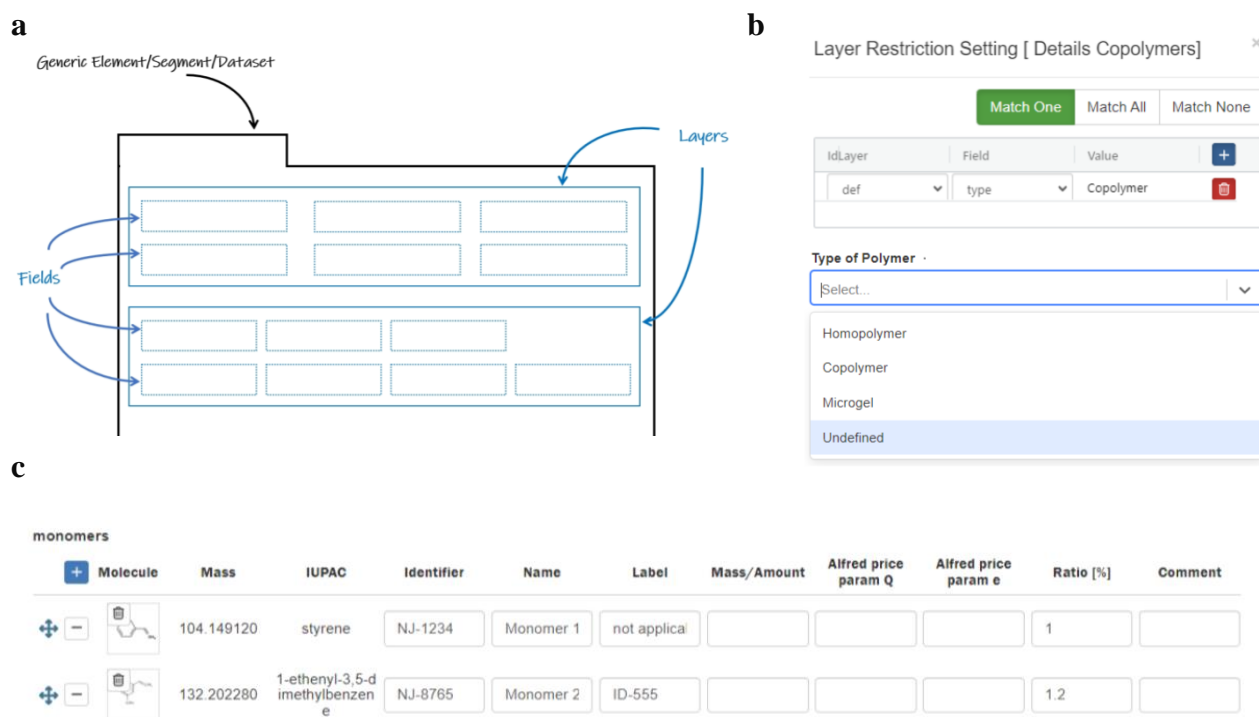 a
Generic Element/Segment/Dataset
Layers
Fields
b
Layer Restriction Setting [ Details Copolymers]
×
Match One Match All Match None
IdLayer Field Value +
def type Copolymer
Type of Polymer
Select...
Homopolymer
Copolymer
Microgel
Undefined
c
monomers
+ Molecule Mass IUPAC Identifier Name Label Mass/Amount Alfred price param Q Alfred price param e Ratio [%] Comment
104.149120 styrene NJ-1234 Monomer 1 not applica 1
132.202280 1-ethenyl-3,5-d NJ-8765 Monomer 2 ID-555 1.2
imethylbenzen
e